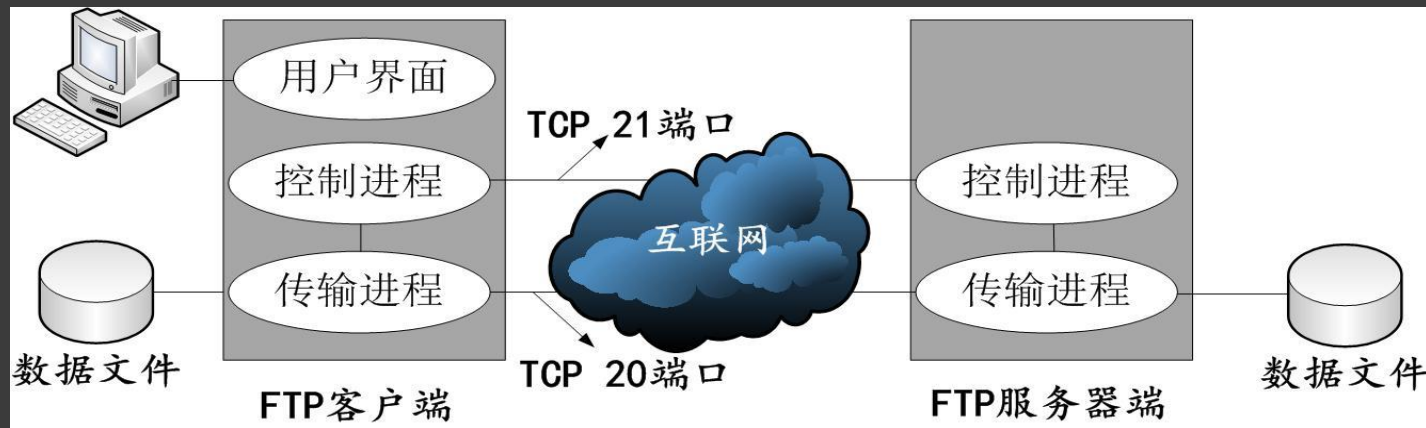 用户界面
TCP 21端口
控制进程
控制进程
互联网
传输进程
传输进程
TCP 20端口
数据文件
数据文件
FTP客户端
FTP服务器端